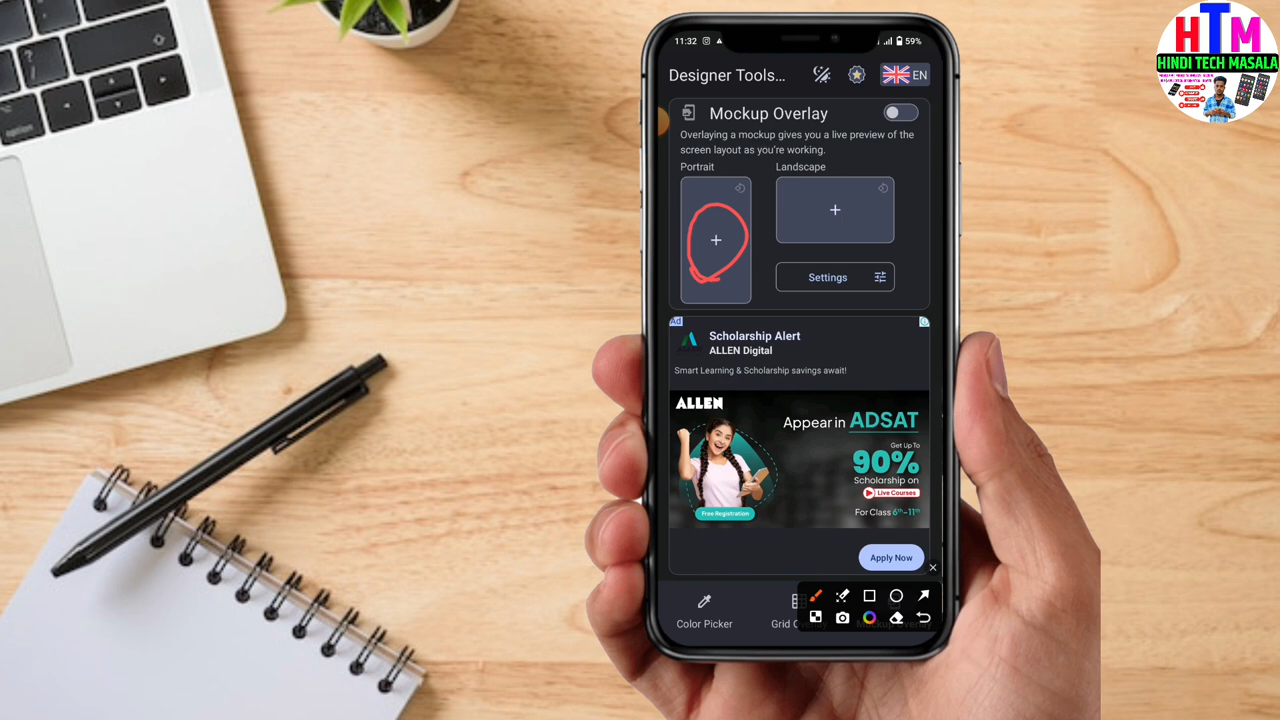 HTM
HINDI TECH MASALA
option
11:32
59%
Designer Tools...
EN
Mockup Overlay
Overlaying a mockup gives you a live preview of the
screen layout as you're working.
Portrait
Landscape
Settings
Ad
Scholarship Alert
ALLEN Digital
Smart Learning & Scholarship savings await!
ALLEN
Appear in ADSAT
Get Up To
90%
Scholarship on
Live Courses
Free Registration
For Class 6th-11th
Apply Now
Color Picker
Grid